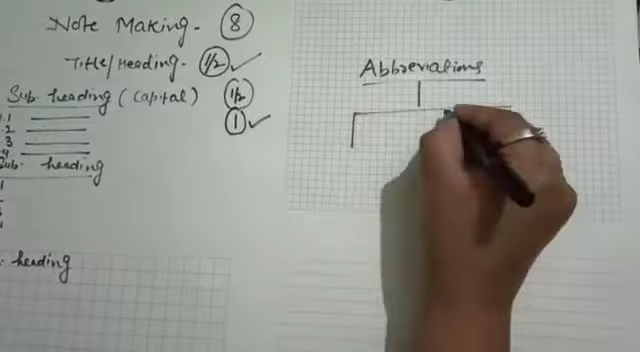 Note Making - 8
Title/Heading - 1/2 ✓
Sub heading (Capital) 1/2
1 ✓
1.1
2
3
4
Sub. heading
1
heading
Abbreviations